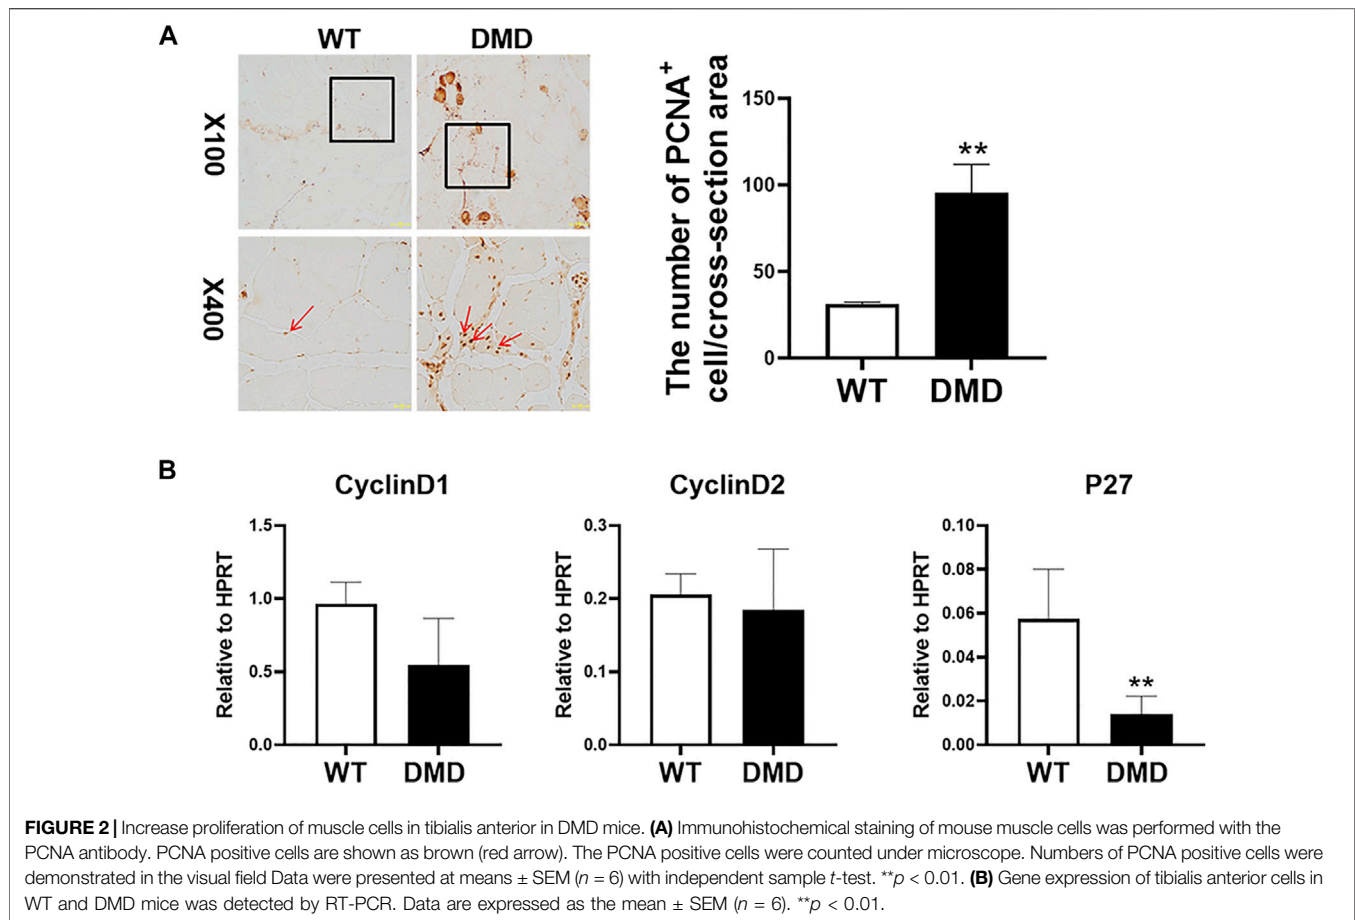 A
WT DMD
X100
X400
The number of PCNA+
cell/cross-section area
150
100
50
0
**
WT DMD
B
CyclinD1
Relative to HPRT
1.5
1.0
0.5
0.0
WT DMD
CyclinD2
Relative to HPRT
0.3
0.2
0.1
0.0
WT DMD
P27
Relative to HPRT
0.10
0.08
0.06
0.04
0.02
0.00
**
WT DMD
FIGURE 2 | Increase proliferation of muscle cells in tibialis anterior in DMD mice. (A) Immunohistochemical staining of mouse muscle cells was performed with the
PCNA antibody. PCNA positive cells are shown as brown (red arrow). The PCNA positive cells were counted under microscope. Numbers of PCNA positive cells were
demonstrated in the visual field Data were presented at means ± SEM (n = 6) with independent sample t-test. **p < 0.01. (B) Gene expression of tibialis anterior cells in
WT and DMD mice was detected by RT-PCR. Data are expressed as the mean ± SEM (n = 6). **p < 0.01.